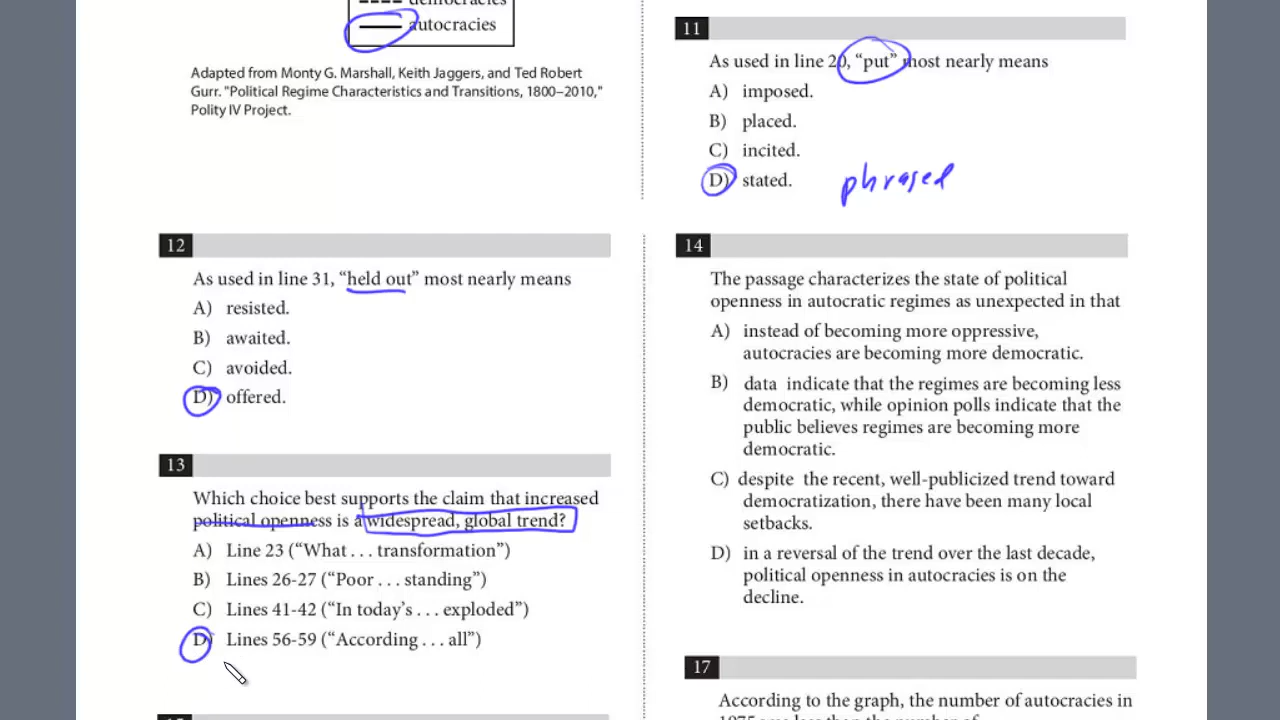 democracies
autocracies
Adapted from Monty G. Marshall, Keith Jaggers, and Ted Robert
Gurr. "Political Regime Characteristics and Transitions, 1800–2010,"
Polity IV Project.
11
As used in line 20, “put” most nearly means
A) imposed.
B) placed.
C) incited.
D) stated.
phrased
12
As used in line 31, “held out” most nearly means
A) resisted.
B) awaited.
C) avoided.
D) offered.
13
Which choice best supports the claim that increased
political openness is a widespread, global trend?
A) Line 23 (“What . . . transformation”)
B) Lines 26-27 (“Poor . . . standing”)
C) Lines 41-42 (“In today’s . . . exploded”)
D) Lines 56-59 (“According . . . all”)
14
The passage characterizes the state of political
openness in autocratic regimes as unexpected in that
A) instead of becoming more oppressive,
autocracies are becoming more democratic.
B) data indicate that the regimes are becoming less
democratic, while opinion polls indicate that the
public believes regimes are becoming more
democratic.
C) despite the recent, well-publicized trend toward
democratization, there have been many local
setbacks.
D) in a reversal of the trend over the last decade,
political openness in autocracies is on the
decline.
17
According to the graph, he number of autocracies in